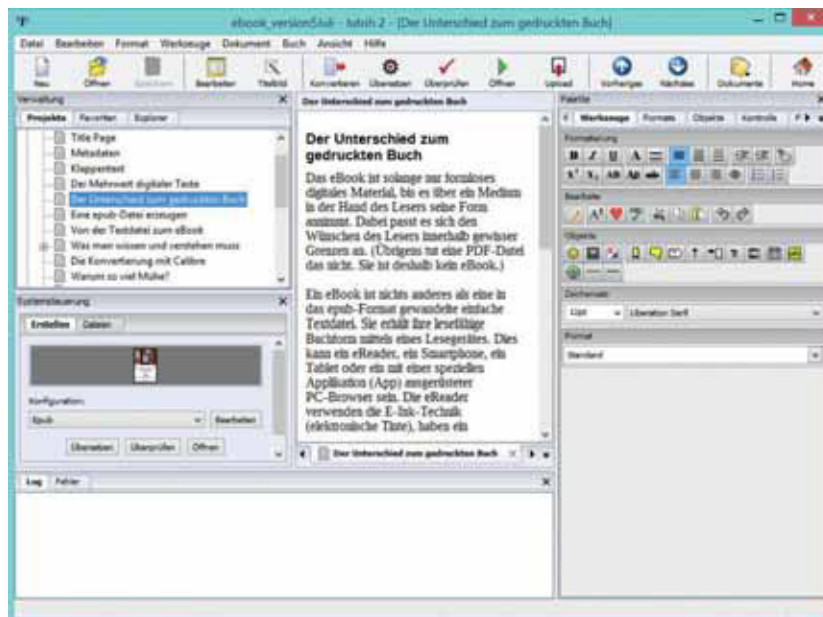 [Der Unterschied zum gedruckten Buch]
Datei Bearbeiten Format Werkzeuge Dokument Buch Ansicht Hilfe
Neu Öffnen Speichern Bearbeiten Titelbild Konvertieren Übersetzen Überprüfen Öffnen Upload Vorheriges Nächstes Dokumente Home
Verwaltung
Projekte Favoriten Explorer
Title Page
Metadaten
Klappentext
Der Mehrwert digitaler Texte
Der Unterschied zum gedruckten Buch
Eine epub-Datei erzeugen
Von der Textdatei zum eBook
Was man wissen und verstehen muss
Die Konvertierung mit Calibre
Warum so viel Mühe?
Systemsteuerung
Erstellen Dateien
Konfiguration:
Epub Bearbeiten
Übersetzen Überprüfen Öffnen
Der Unterschied zum gedruckten Buch
Der Unterschied zum
gedruckten Buch
Das eBook ist solange nur formloses
digitales Material, bis es über ein Medium
in der Hand des Lesers seine Form
annimmt. Dabei passt es sich den
Wünschen des Lesers innerhalb gewisser
Grenzen an. (Übrigens tut eine PDF-Datei
das nicht. Sie ist deshalb kein eBook.)
Ein eBook ist nichts anderes als eine in
das epub-Format gewandelte einfache
Textdatei. Sie erhält ihre lesefähige
Buchform mittels eines Lesegerätes. Dies
kann ein eReader, ein Smartphone, ein
Tablet oder ein mit einer speziellen
Applikation (App) ausgerüsteter
PC-Browser sein. Die eReader
verwenden die E-Ink-Technik
(elektronische Tinte), haben ein
Der Unterschied zum gedruckten Buch
Palette
Werkzeuge Formate Objekte Kontrolle
Formatierung
Bearbeite
Objekte
Zeichensatz
12pt Liberation Serif
Format
Standard
Log Fehler